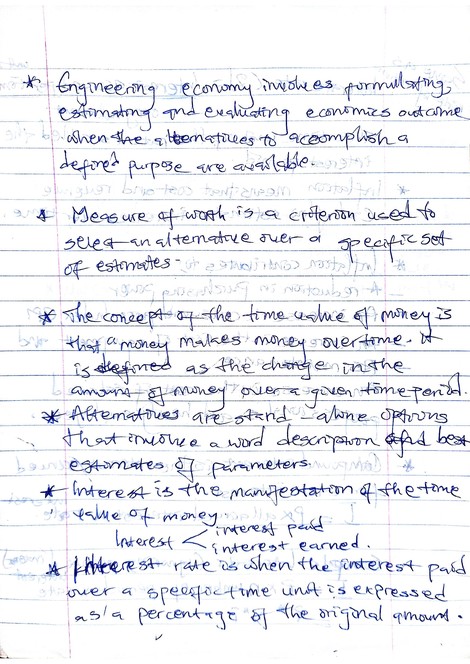 * Engineering economy involves formulating,
estimating and evaluating economics outcome
when the alternatives to accomplish a
defined purpose are available.
* Measure of worth is a criterion used to
select an alternative over a specific set
of estimates-
* The concept of the time value of money is
that money makes money over time. it
is defined as the change in the
amount of money over a given time period.
* Alternatives are stand-alone options
that involve a word description and best
estimates of parameters
* Interest is the manifestation of the time
value of money.
Interest < interest paid
interest earned.
* Interest rate is when the interest paid
over a specific time unit is expressed
as a percentage of the original amount.